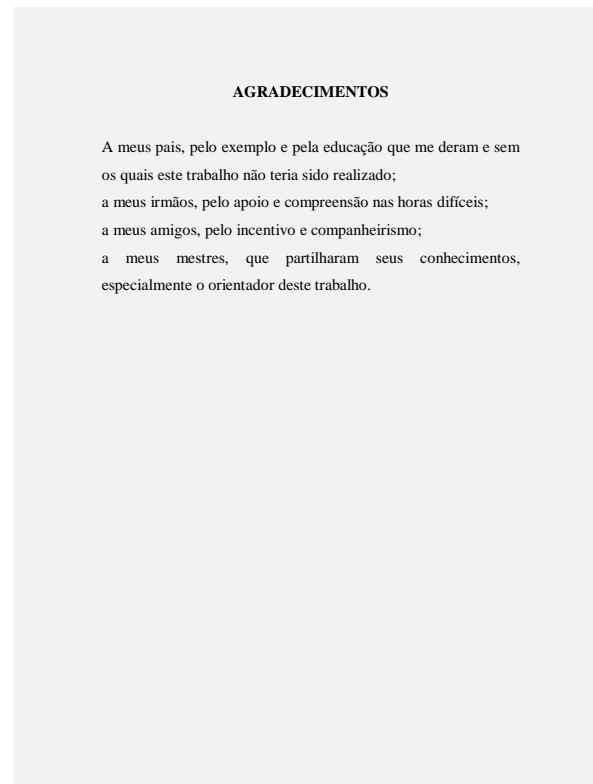 AGRADECIMENTOS
A meus pais, pelo exemplo e pela educação que me deram e sem
os quais este trabalho não teria sido realizado;
a meus irmãos, pelo apoio e compreensão nas horas difíceis;
a meus amigos, pelo incentivo e companheirismo;
a meus mestres, que partilharam seus conhecimentos,
especialmente o orientador deste trabalho.